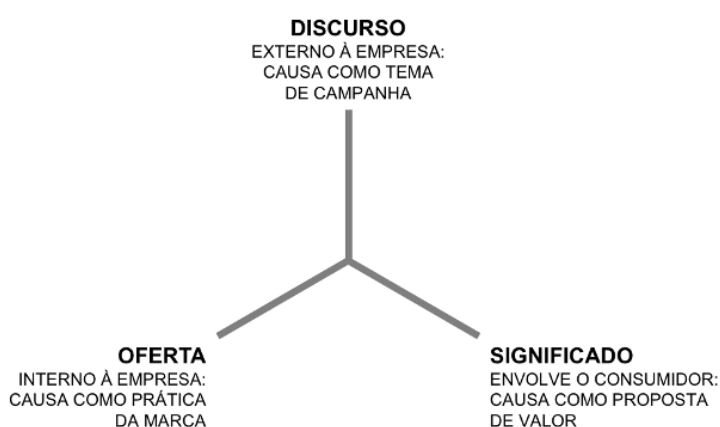 DISCURSO
EXTERNO À EMPRESA:
CAUSA COMO TEMA
DE CAMPANHA
OFERTA
INTERNO À EMPRESA:
CAUSA COMO PRÁTICA
DA MARCA
SIGNIFICADO
ENVOLVE O CONSUMIDOR:
CAUSA COMO PROPOSTA
DE VALOR